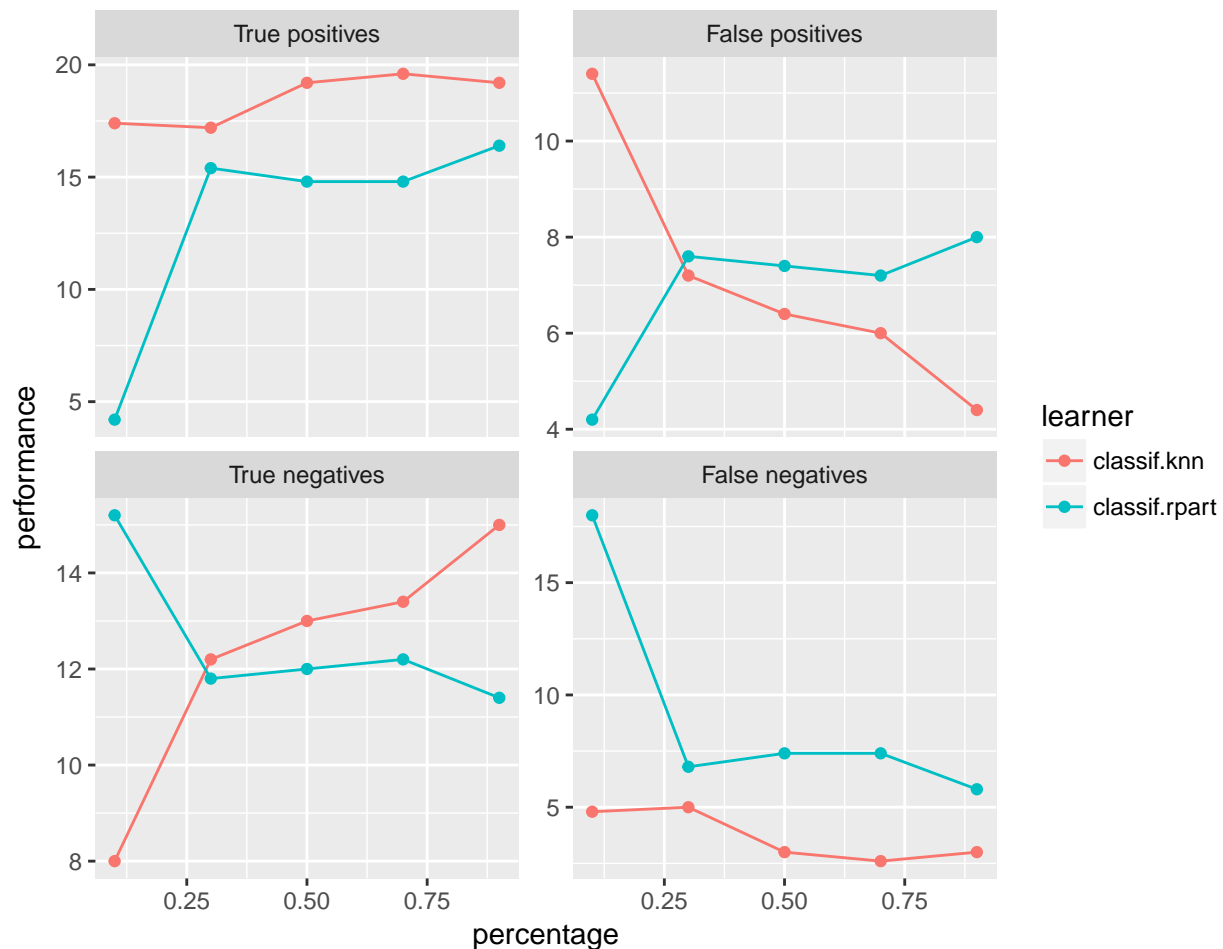 True positives
False positives
20
15
10
5
10
8
6
4
True negatives
False negatives
14
12
10
8
15
10
5
0.25 0.50 0.75
0.25 0.50 0.75
percentage
performance
learner
classif.knn
classif.rpart